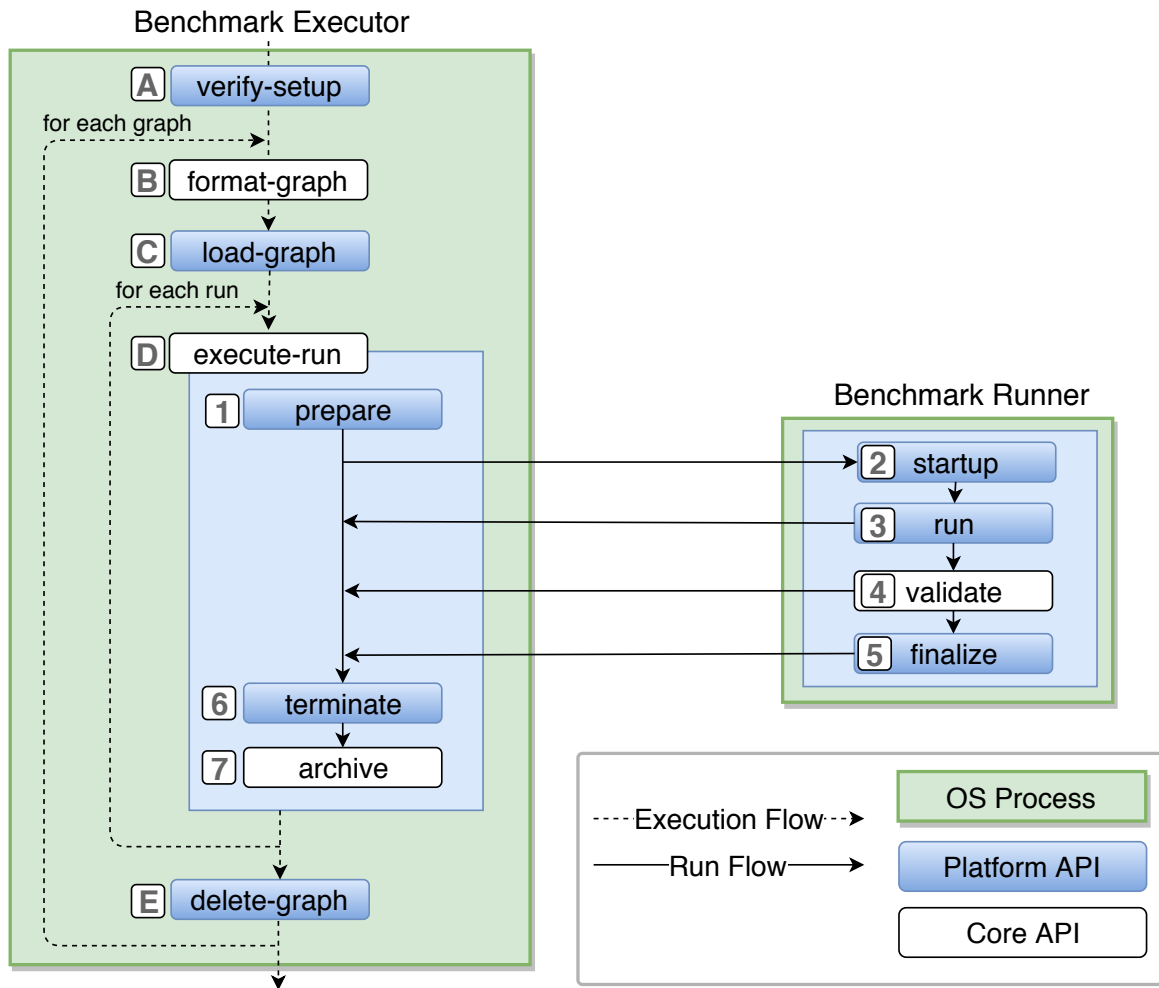 Benchmark Executor
A verify-setup
for each graph
B format-graph
C load-graph
for each run
D execute-run
1 prepare
Benchmark Runner
2 startup
3 run
4 validate
5 finalize
6 terminate
7 archive
E delete-graph
Execution Flow
Run Flow
OS Process
Platform API
Core API